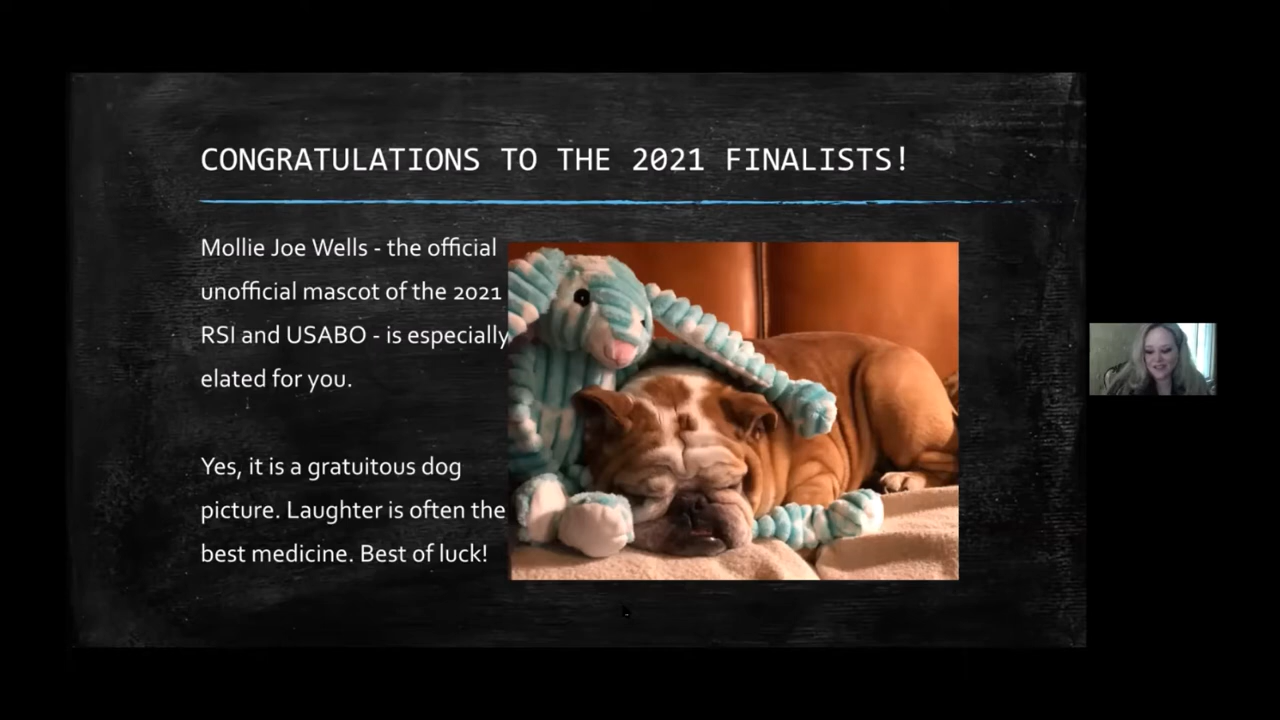 CONGRATULATIONS TO THE 2021 FINALISTS!
Mollie Joe Wells - the official
unofficial mascot of the 2021
RSI and USABO - is especially
elated for you.
Yes, it is a gratuitous dog
picture. Laughter is often the
best medicine. Best of luck!